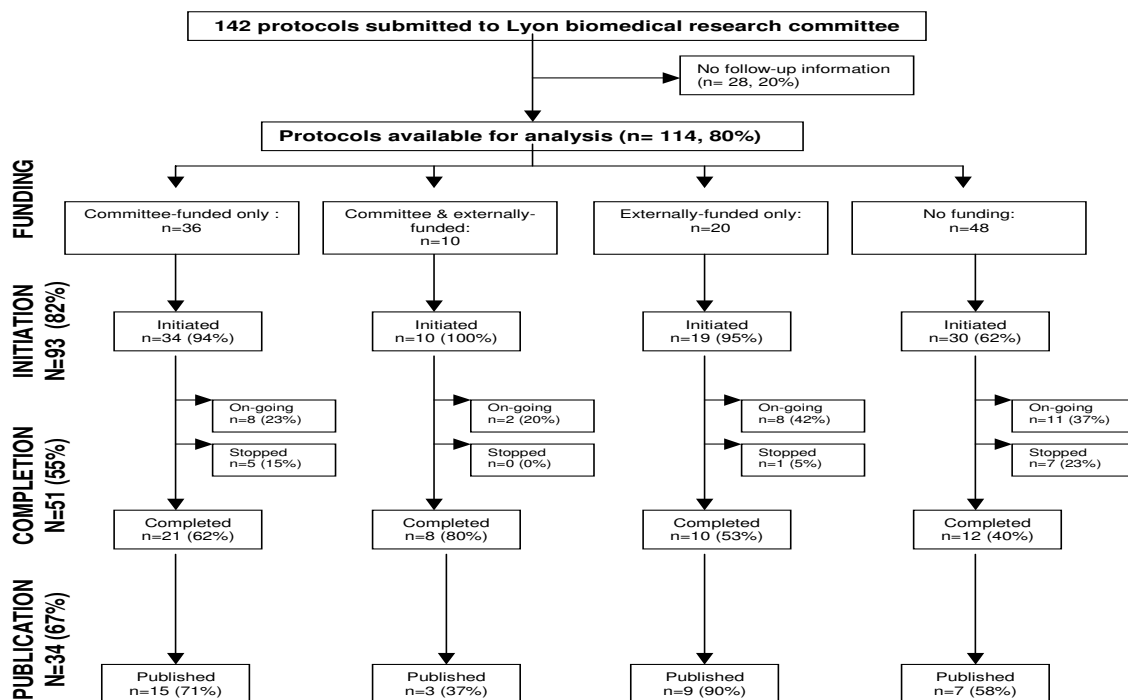 142 protocols submitted to Lyon biomedical research committee
No follow-up information
(n= 28, 20%)
Protocols available for analysis (n= 114, 80%)
FUNDING
Committee-funded only :
n=36
Committee & externally-
funded:
n=10
Externally-funded only:
n=20
No funding:
n=48
INITIATION
N=93 (82%)
Initiated
n=34 (94%)
Initiated
n=10 (100%)
Initiated
n=19 (95%)
Initiated
n=30 (62%)
On-going
n=8 (23%)
On-going
n=2 (20%)
On-going
n=8 (42%)
On-going
n=11 (37%)
Stopped
n=5 (15%)
Stopped
n=0 (0%)
Stopped
n=1 (5%)
Stopped
n=7 (23%)
COMPLETION
N=51 (55%)
Completed
n=21 (62%)
Completed
n=8 (80%)
Completed
n=10 (53%)
Completed
n=12 (40%)
PUBLICATION
N=34 (67%)
Published
n=15 (71%)
Published
n=3 (37%)
Published
n=9 (90%)
Published
n=7 (58%)